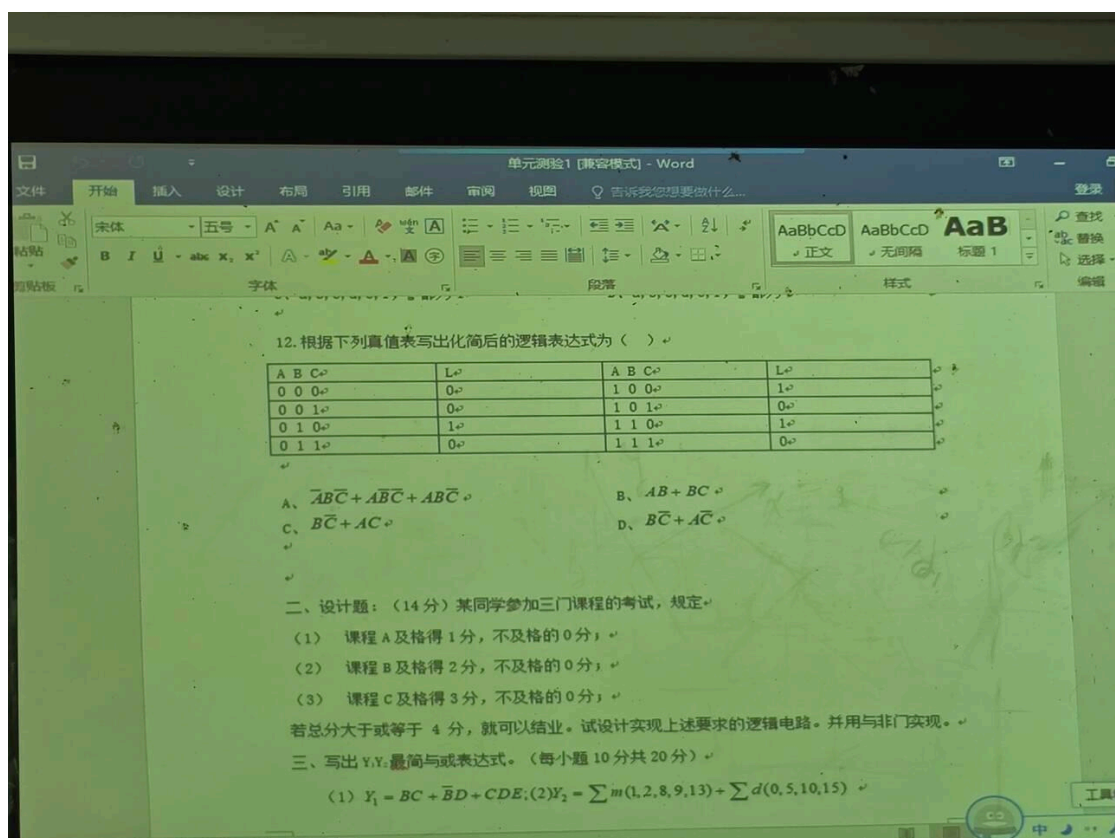 单元测验1 [兼容模式] - Word
文件 开始 插入 设计 布局 引用 邮件 审阅 视图 告诉我您想要做什么... 登录
宋体 五号 AaBbCcD AaBbCcD AaB 查找
粘贴 正文 无间隔 标题 1 替换
选择
剪贴板 字体 段落 样式 编辑
12.根据下列真值表写出化简后的逻辑表达式为（ ）
A B C L A B C L
0 0 0 0 1 0 0 1
0 0 1 0 1 0 1 0
0 1 0 1 1 1 0 1
0 1 1 0 1 1 1 0
A、A̅BC̅ + AB̅C̅ + ABC̅ B、AB + BC
C、BC̅ + AC D、BC̅ + AC̅
二、设计题：（14分）某同学参加三门课程的考试，规定
（1） 课程A及格得1分，不及格的0分；
（2） 课程B及格得2分，不及格的0分；
（3） 课程C及格得3分，不及格的0分；
若总分大于或等于 4 分，就可以结业。试设计实现上述要求的逻辑电路。并用与非门实现。
三、写出Y₁Y₂最简与或表达式。（每小题10分共20分）
（1）Y₁ = BC + B̅D + CDE;(2)Y₂ = ∑m(1,2,8,9,13) + ∑d(0,5,10,15)
中